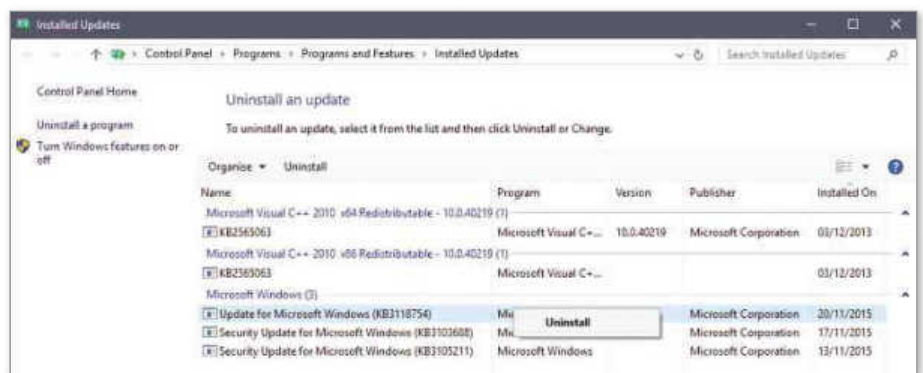 Installed Updates
Control Panel › Programs › Programs and Features › Installed Updates
Search Installed Updates
Control Panel Home
Uninstall a program
Turn Windows features on or
off
Uninstall an update
To uninstall an update, select it from the list and then click Uninstall or Change.
Organise Uninstall
Name Program Version Publisher Installed On
Microsoft Visual C++ 2010 x64 Redistributable - 10.0.40219 (1)
KB2565063 Microsoft Visual C+... 10.0.40219 Microsoft Corporation 03/12/2013
Microsoft Visual C++ 2010 x86 Redistributable - 10.0.40219 (1)
KB2565063 Microsoft Visual C+... 03/12/2013
Microsoft Windows (3)
Update for Microsoft Windows (KB3118754) Mi Uninstall Microsoft Corporation 20/11/2015
Security Update for Microsoft Windows (KB3103688) Mi Microsoft Corporation 17/11/2015
Security Update for Microsoft Windows (KB3105211) Microsoft Windows Microsoft Corporation 13/11/2015